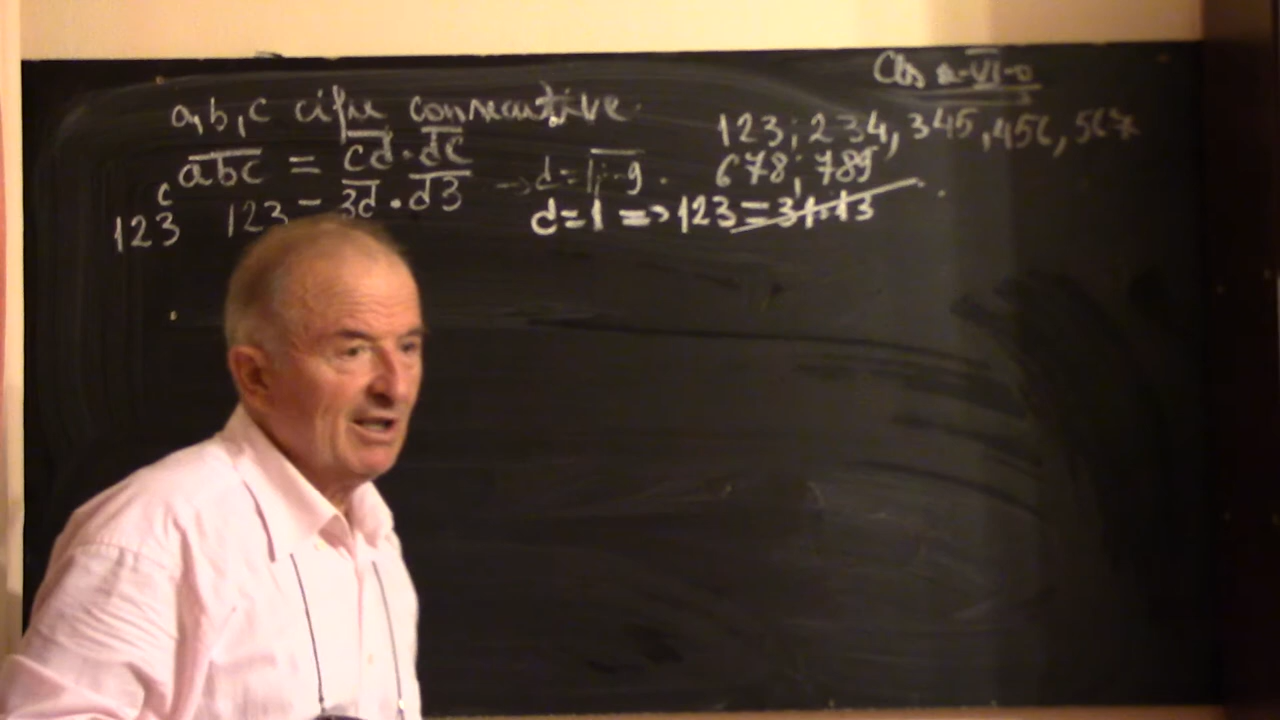 Cls a-VI-a
a,b,c cifre consecutive.
123; 234, 345, 456, 567
abc = cd · dc
→ d=1,-9.
678; 789
c
123 123 = 3d · d3
d=1 => 123 = 31·13